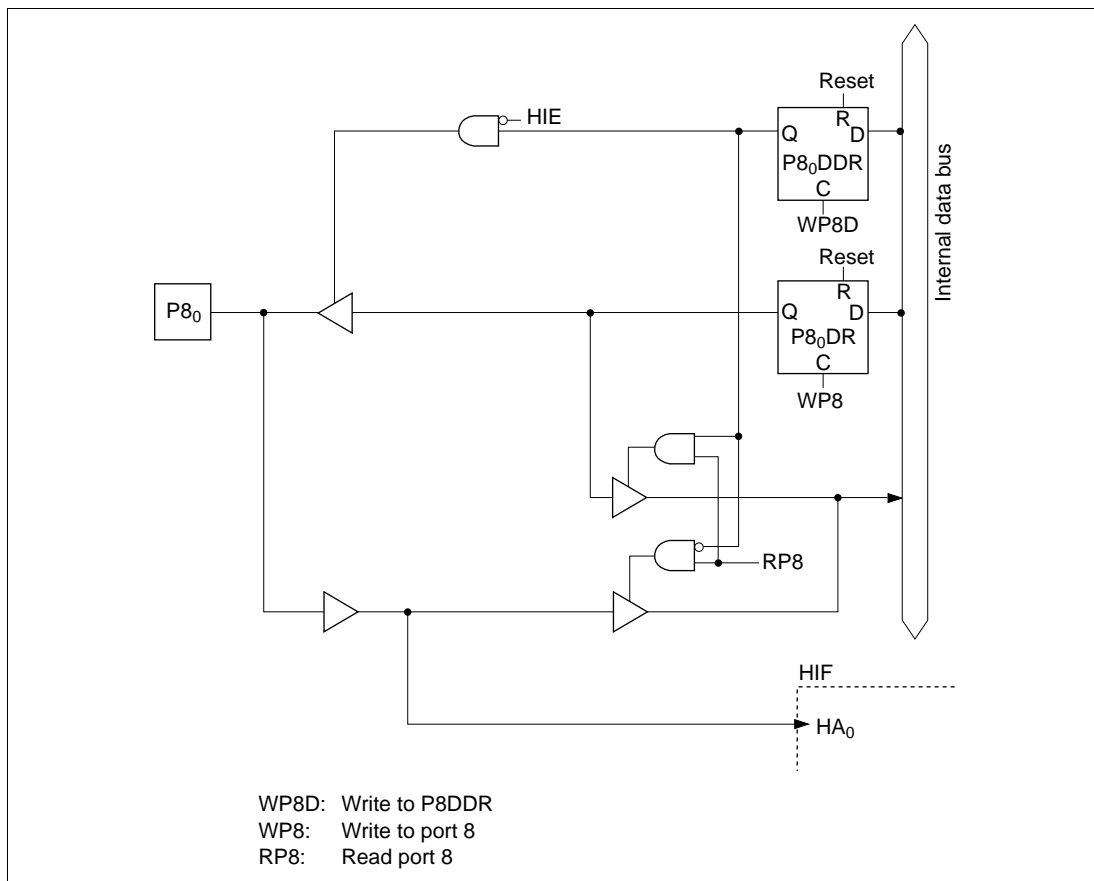 Reset
HIE
Q
R
D
P8₀DDR
C
WP8D
Internal data bus
Reset
P8₀
Q
R
D
P8₀DR
C
WP8
RP8
HIF
HA₀
WP8D: Write to P8DDR
WP8: Write to port 8
RP8: Read port 8